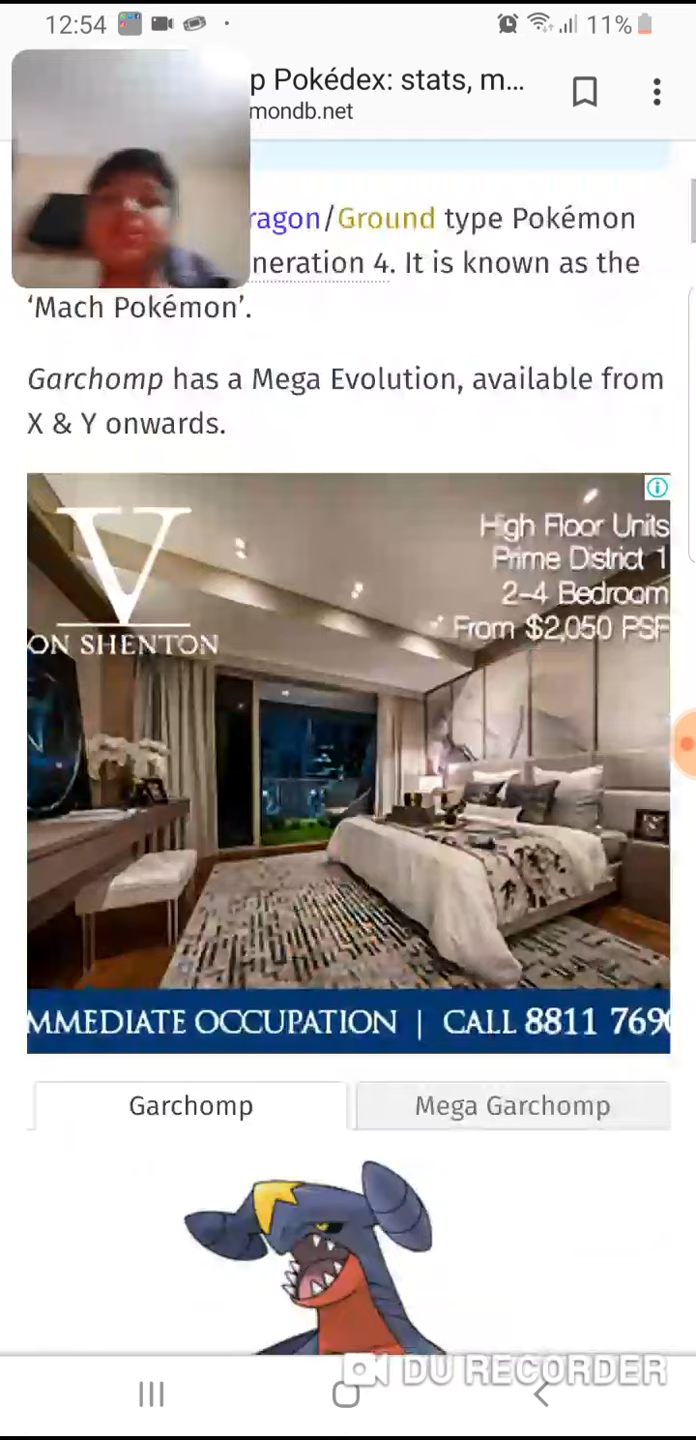 12:54
11%
p Pokédex: stats, m...
mondb.net
ragon/Ground type Pokémon
neration 4. It is known as the
‘Mach Pokémon’.
Garchomp has a Mega Evolution, available from
X & Y onwards.
V
ON SHENTON
High Floor Units
Prime District 1
2-4 Bedroom
From $2,050 PSF
MMEDIATE OCCUPATION | CALL 8811 769
Garchomp
Mega Garchomp
DU RECORDER